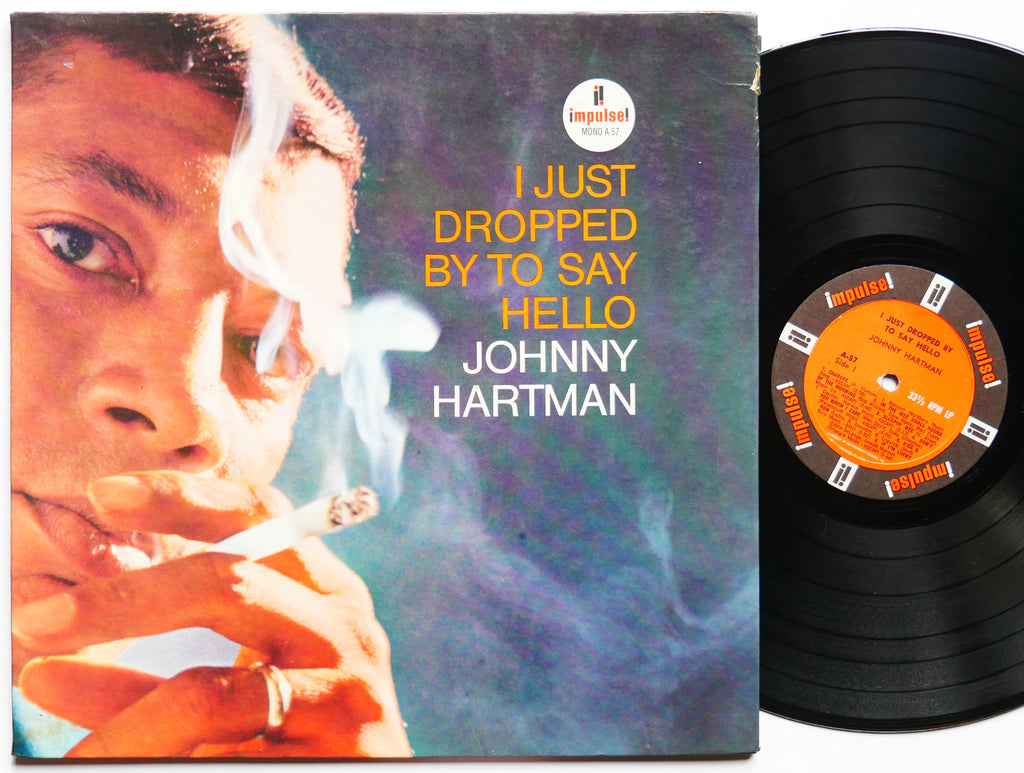 i!
impulse!
MONO A-57
I JUST
DROPPED
BY TO SAY
HELLO
JOHNNY
HARTMAN
impulse!
i!
impulse!
i!
impulse!
i!
impulse!
i!
I JUST DROPPED BY
TO SAY HELLO
JOHNNY HARTMAN
A-57
Side 1
33⅓ RPM LP